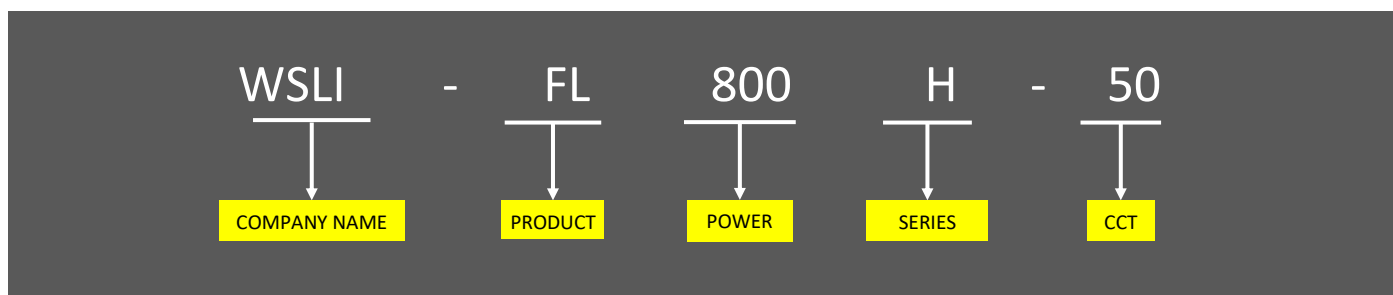 WSLI - FL 800 H - 50
COMPANY NAME PRODUCT POWER SERIES CCT